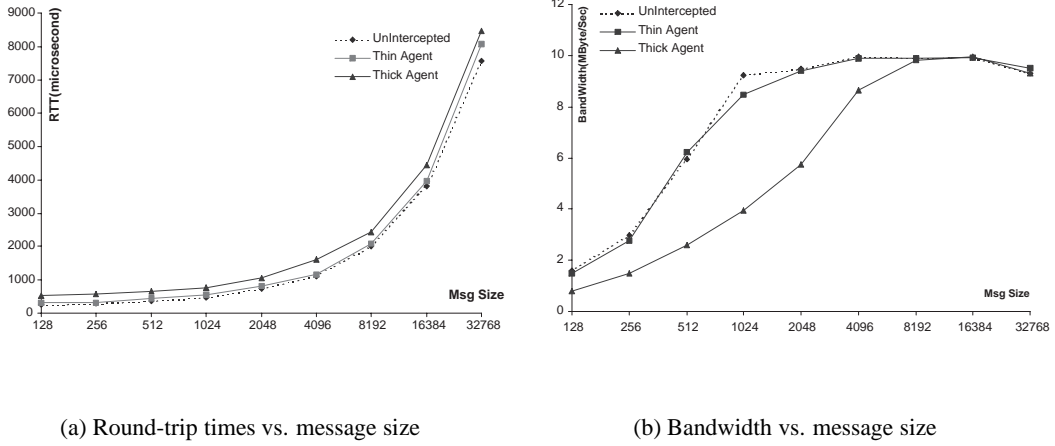 9000
8000
7000
6000
5000
4000
3000
2000
1000
0
RTT(microsecond)
UnIntercepted
Thin Agent
Thick Agent
Msg Size
128 256 512 1024 2048 4096 8192 16384 32768
12
10
8
6
4
2
0
BandWidth(MByte/Sec)
UnIntercepted
Thin Agent
Thick Agent
Msg Size
128 256 512 1024 2048 4096 8192 16384 32768
(a) Round-trip times vs. message size
(b) Bandwidth vs. message size